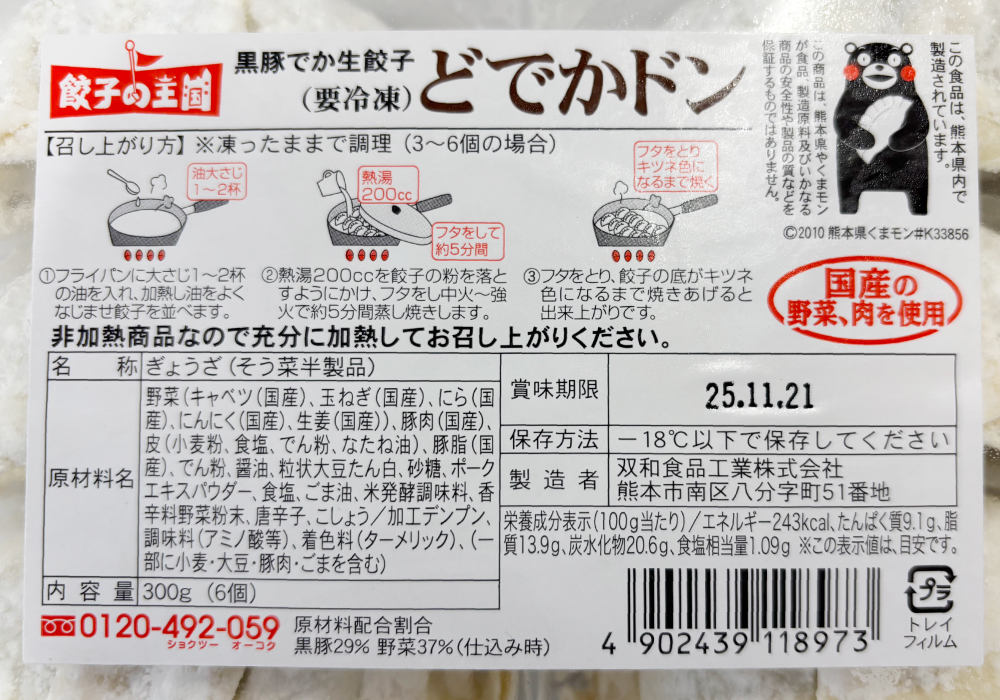 餃子の王国
黒豚でか生餃子
(要冷凍)
どでかドン
この食品は、熊本県内で
製造されています。
この商品は、熊本県やくまモン
が食品、製造原料及びいかなる
商品の安全性や製品の質などを
保証するものではありません。
©2010 熊本県くまモン#K33856
【召し上がり方】※凍ったままで調理(3〜6個の場合)
油大さじ
1〜2杯
熱湯
200cc
フタをして
約5分間
フタをとり
キツネ色に
なるまで焼く
①フライパンに大さじ1〜2杯
の油を入れ、加熱し油をよく
なじませ餃子を並べます。
②熱湯200ccを餃子の粉を落と
すようにかけ、フタをし中火〜強
火で約5分間蒸し焼きします。
③フタをとり、餃子の底がキツネ
色になるまで焼きあげると
出来上がりです。
国産の
野菜、肉を使用
非加熱商品なので充分に加熱してお召し上がりください。
名称 ぎょうざ(そう菜半製品)
原材料名
野菜(キャベツ(国産)、玉ねぎ(国産)、にら(国
産)、にんにく(国産)、生姜(国産))、豚肉(国産)、
皮(小麦粉、食塩、でん粉、なたね油)、豚脂(国
産)、でん粉、醤油、粒状大豆たん白、砂糖、ポーク
エキスパウダー、食塩、ごま油、米発酵調味料、香
辛料野菜粉末、唐辛子、こしょう/加工デンプン、
調味料(アミノ酸等)、着色料(ターメリック)、(一
部に小麦・大豆・豚肉・ごまを含む)
内容量 300g (6個)
賞味期限 25.11.21
保存方法 −18℃以下で保存してください
製造者 双和食品工業株式会社
熊本市南区八分字町51番地
栄養成分表示(100g当たり)/エネルギー243kcal、たんぱく質9.1g、脂
質13.9g、炭水化物20.6g、食塩相当量1.09g ※この表示値は、目安です。
0120-492-059
ショクツー オーコク
原材料配合割合
黒豚29% 野菜37%(仕込み時)
4 902439 118973
プラ
トレイ
フィルム